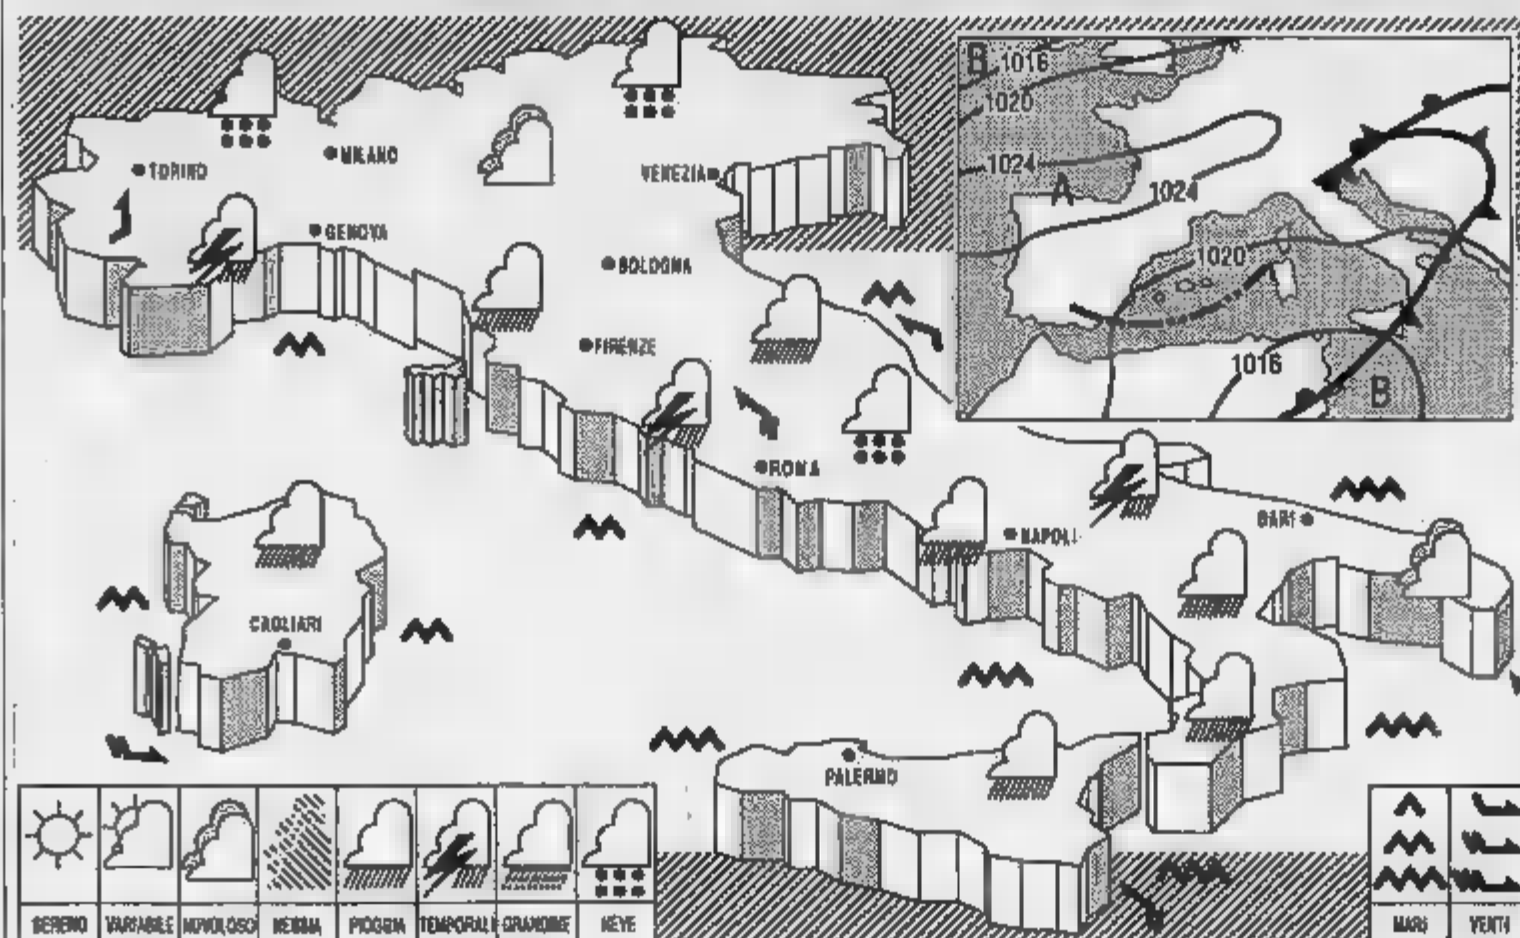 B 1016
1020
1024
A
1024
1020
1016
B
TORINO
MILANO
VENEZIA
GENOVA
BOLOGNA
FIRENZE
ROMA
NAPOLI
BARI
CAGLIARI
PALERMO
SERENO VARIABILE NUVOLOSO NEBBIA PIOGGIA TEMPORALI GRANDINE NEVE
MARI VENTI